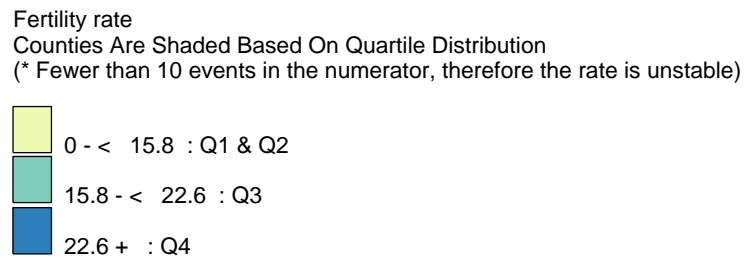 Fertility rate
Counties Are Shaded Based On Quartile Distribution
(* Fewer than 10 events in the numerator, therefore the rate is unstable)
0 - < 15.8 : Q1 & Q2
15.8 - < 22.6 : Q3
22.6 + : Q4